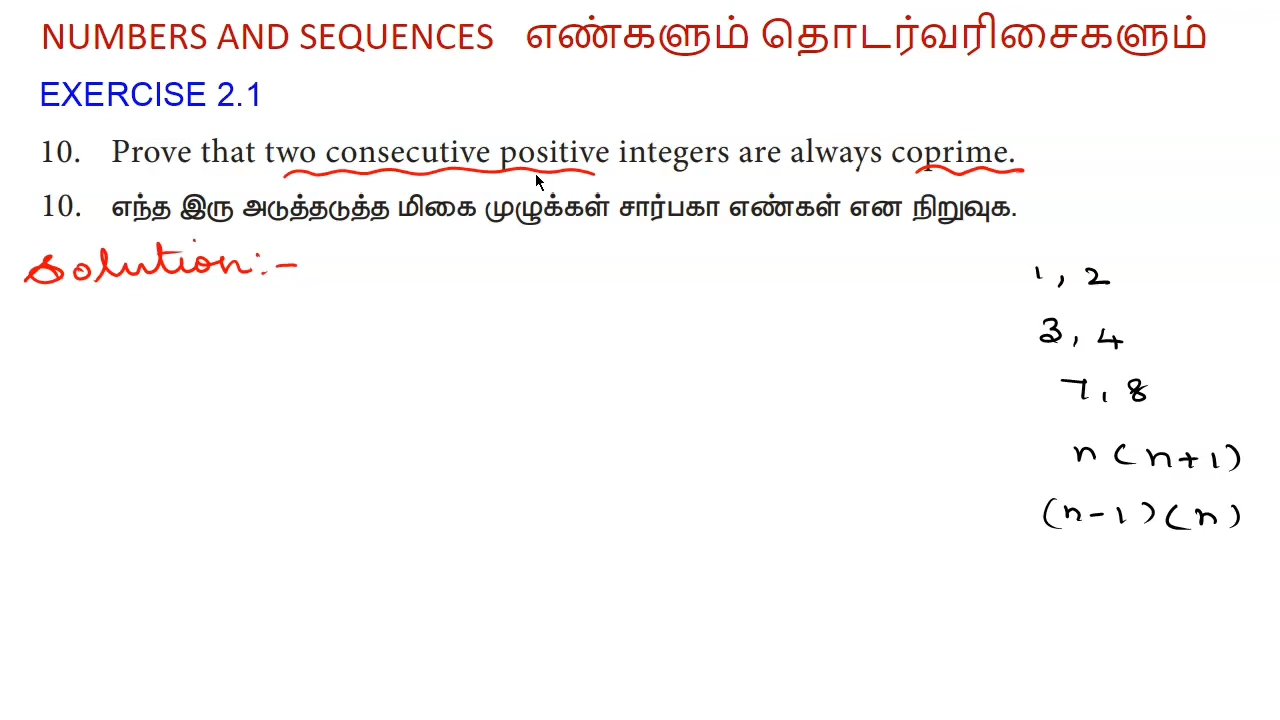 NUMBERS AND SEQUENCES எண்களும் தொடர்வரிசைகளும்
EXERCISE 2.1
10. Prove that two consecutive positive integers are always coprime.
10. எந்த இரு அடுத்தடுத்த மிகை முழுக்கள் சார்பகா எண்கள் என நிறுவுக.
Solution:-
1, 2
3, 4
7, 8
n (n+1)
(n-1) (n)